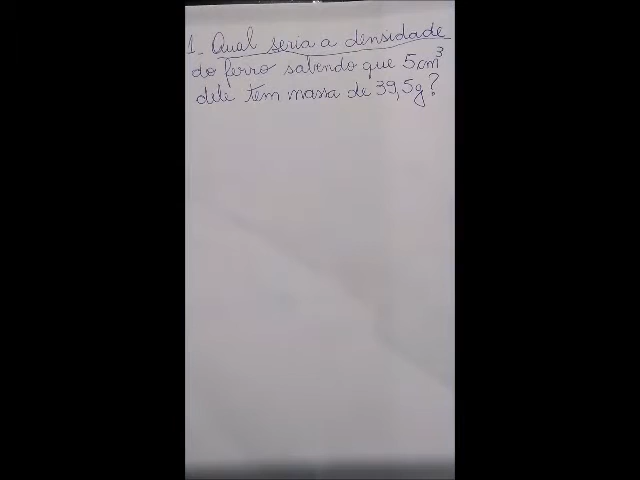 1- Qual seria a densidade
do ferro sabendo que 5cm³
dele tem massa de 39,5g?